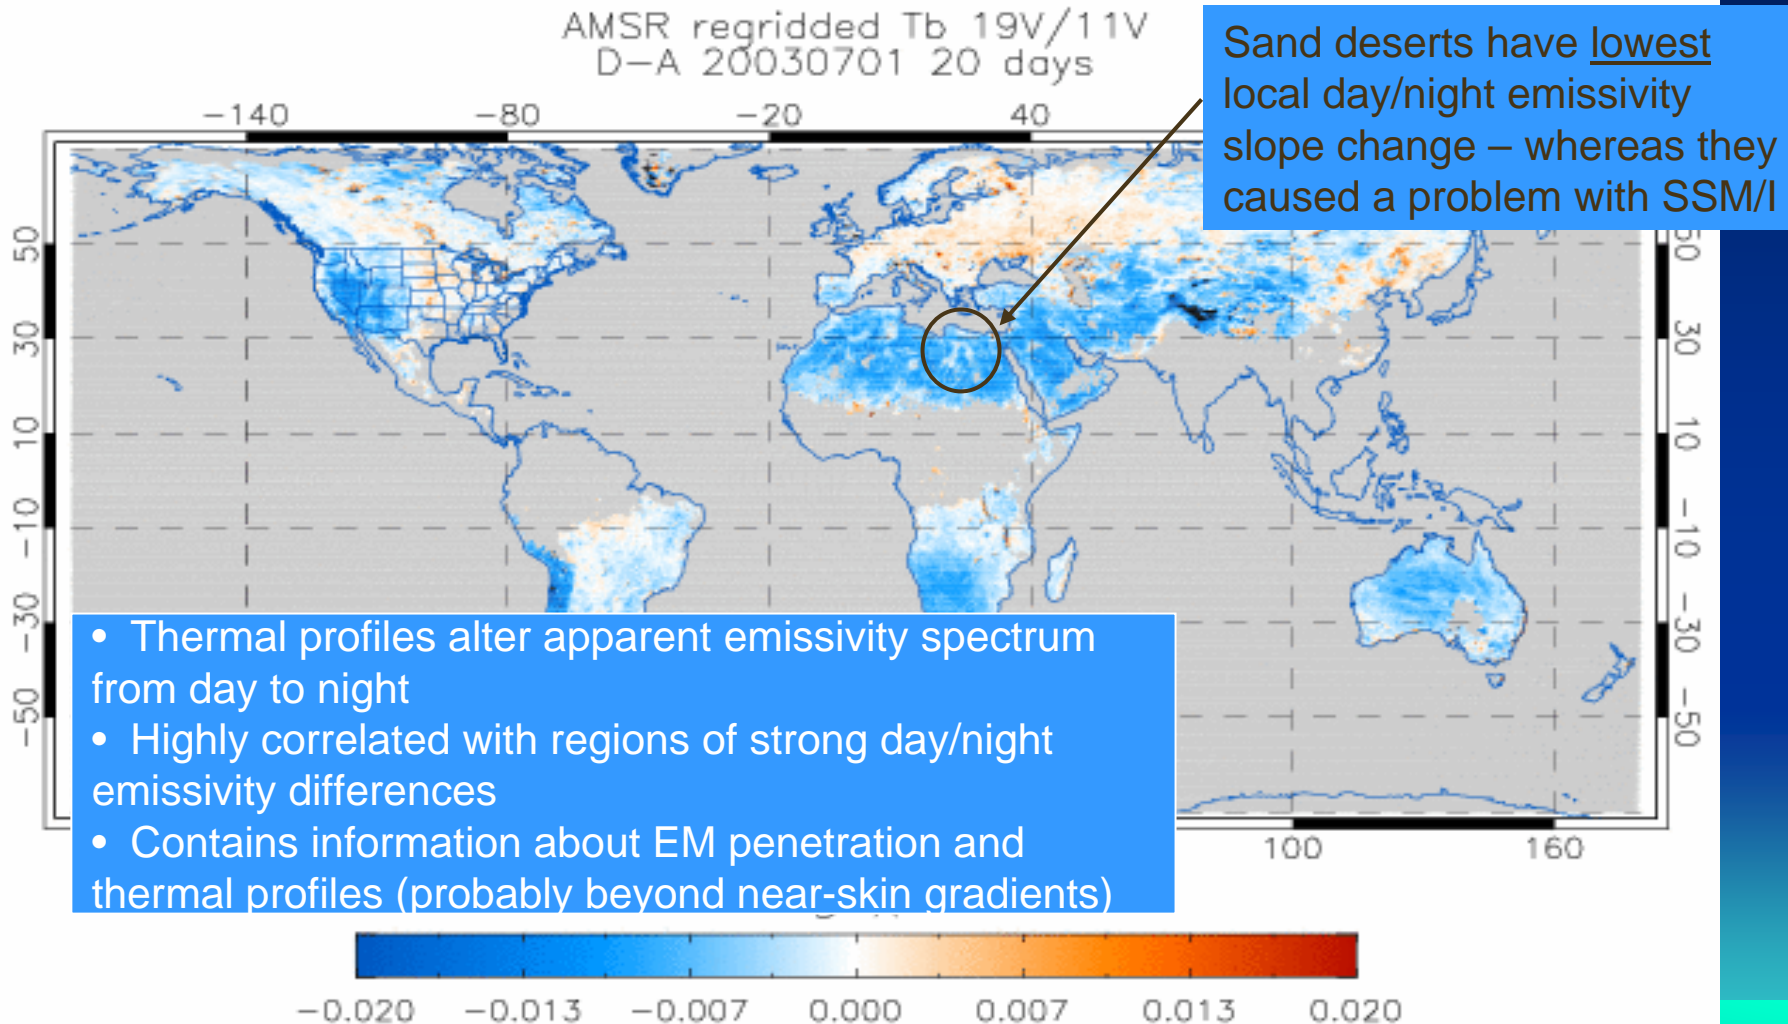 AMSR regridded Tb 19V/11V
D-A 20030701 20 days
Sand deserts have lowest
local day/night emissivity
slope change – whereas they
caused a problem with SSM/I
-140 -80 -20 40
50 50
30 30
10 10
-10 -10
-30 -30
-50 -50
• Thermal profiles alter apparent emissivity spectrum
from day to night
• Highly correlated with regions of strong day/night
emissivity differences
• Contains information about EM penetration and
thermal profiles (probably beyond near-skin gradients)
100 160
-0.020 -0.013 -0.007 0.000 0.007 0.013 0.020